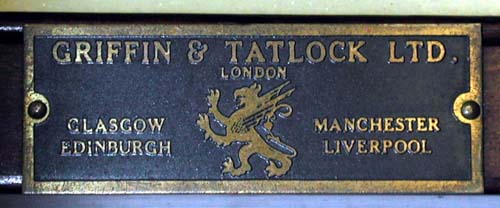 GRIFFIN & TATLOCK LTD.
LONDON
GLASGOW MANCHESTER
EDINBURGH LIVERPOOL